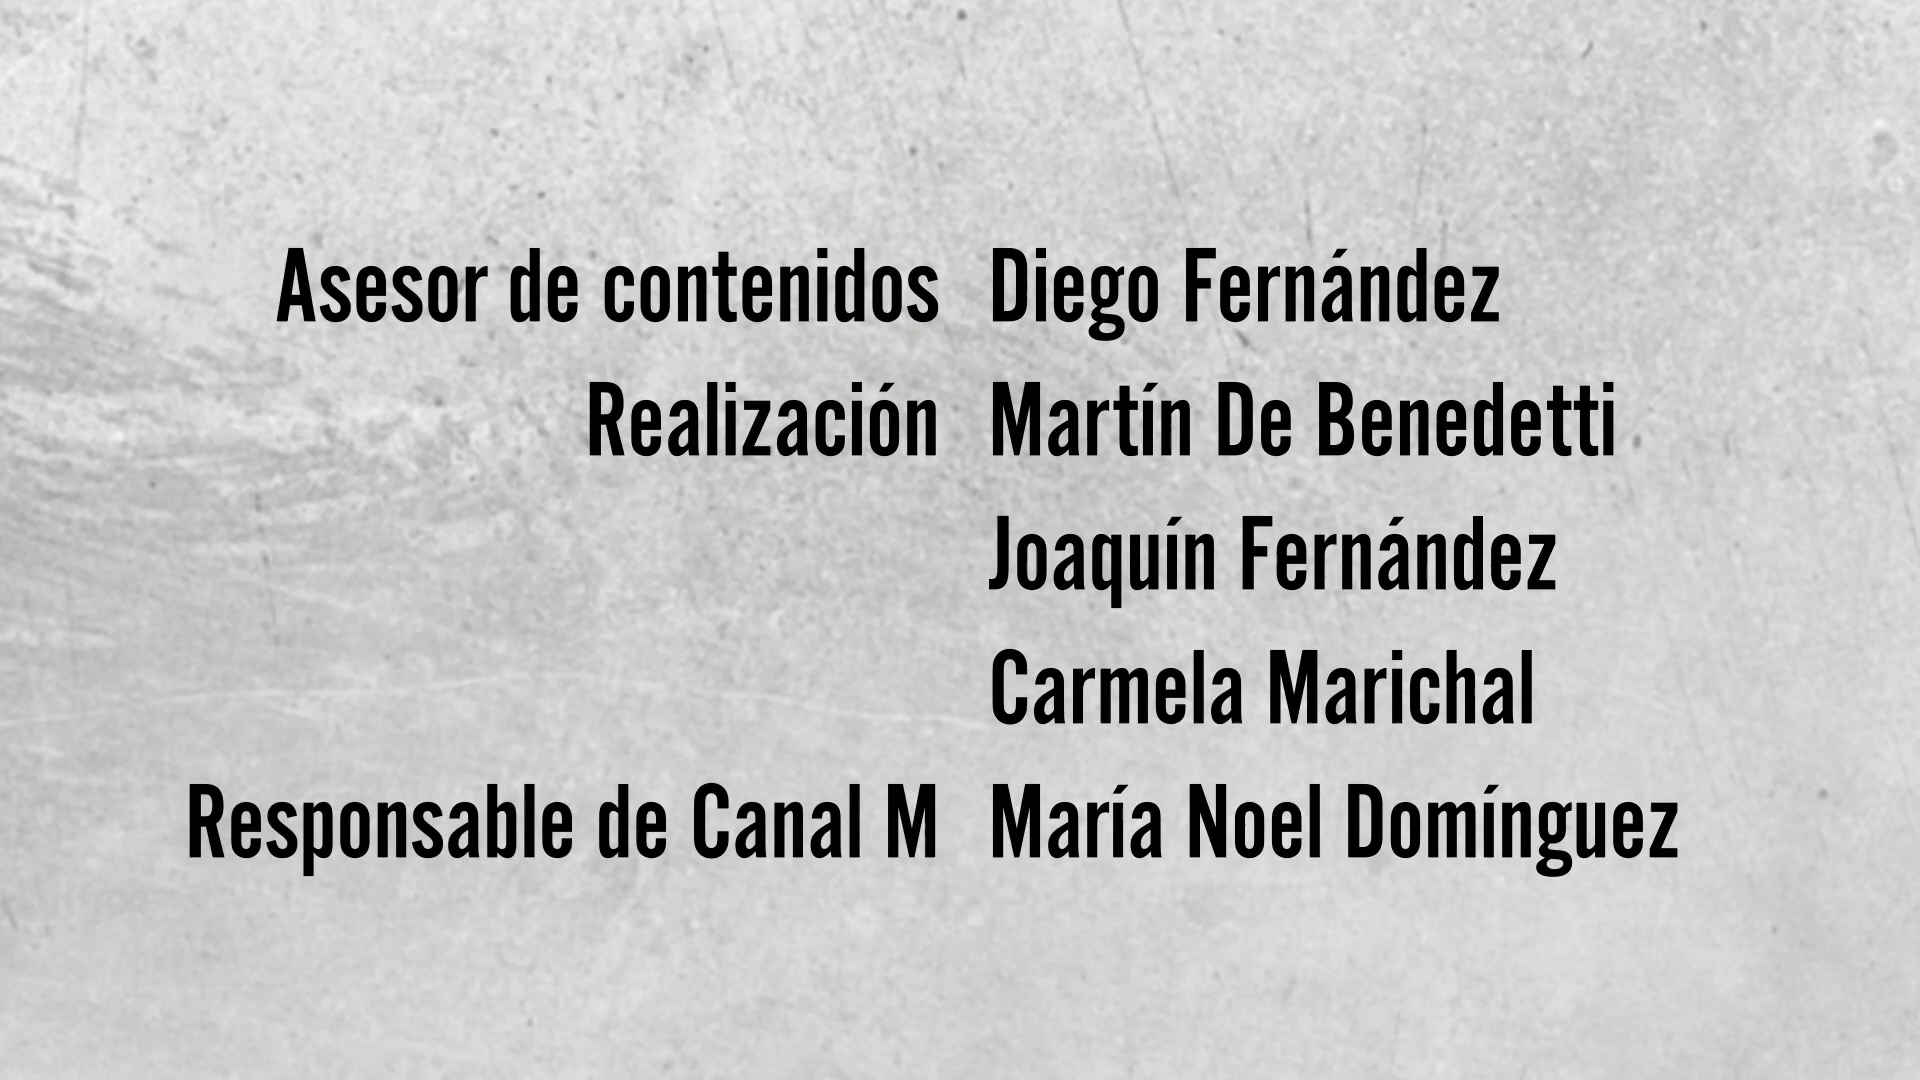 Asesor de contenidos Diego Fernández
Realización Martín De Benedetti
Joaquín Fernández
Carmela Marichal
Responsable de Canal M María Noel Domínguez